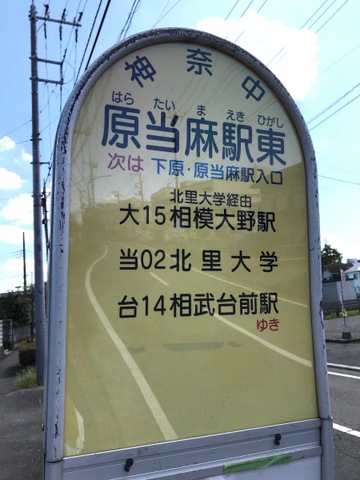 神奈中
はら たい ま えき ひがし
原当麻駅東
次は 下原・原当麻駅入口
北里大学経由
大15相模大野駅
当02北里大学
台14相武台前駅
ゆき